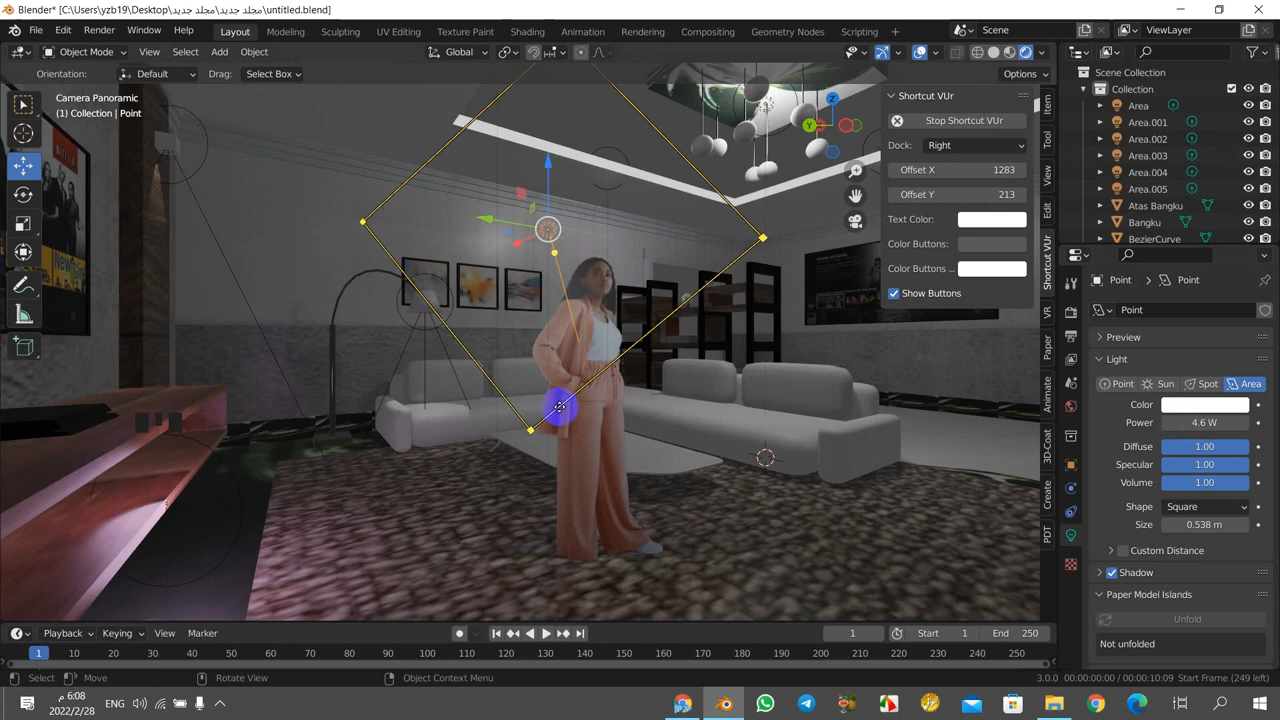 Blender* [C:\Users\yzb19\Desktop\مجلد جديد\مجلد جديد\untitled.blend]
File Edit Render Window Help Layout Modeling Sculpting UV Editing Texture Paint Shading Animation Rendering Compositing Geometry Nodes Scripting + Scene ViewLayer
Object Mode View Select Add Object Global
Orientation: Default Drag: Select Box Options
Camera Panoramic
(1) Collection | Point
Z
Y
Shortcut VUr
Stop Shortcut VUr
Dock: Right
Offset X 1283
Offset Y 213
Text Color:
Color Buttons:
Color Buttons ...
Show Buttons
Item
Tool
View
Edit
Shortcut VUr
VR
Paper
Animate
3D-Coat
Create
PDT
Scene Collection
Collection
Area
Area.001
Area.002
Area.003
Area.004
Area.005
Atas Bangku
Bangku
BezierCurve
Point > Point
Point
Preview
Light
Point Sun Spot Area
Color
Power 4.6 W
Diffuse 1.00
Specular 1.00
Volume 1.00
Shape Square
Size 0.538 m
Custom Distance
Shadow
Paper Model Islands
Unfold
Not unfolded
Playback Keying View Marker 1 Start 1 End 250
1 10 20 30 40 50 60 70 80 90 100 110 120 130 140 150 160 170 180 190 200 210 220 230 240 250
Select Move Rotate View Object Context Menu 3.0.0 00:00:00:00 / 00:00:10:09 Start Frame (249 left)
6:08 م
2022/2/28
ENG